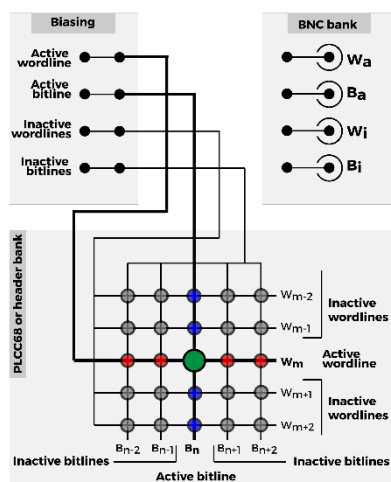 Biasing
BNC bank
Active
wordline
Wa
Active
bitline
Ba
Inactive
wordlines
Wi
Inactive
bitlines
Bi
PLCC68 or header bank
Wm-2
Inactive
wordlines
Wm-1
Wm
Active
wordline
Wm+1
Inactive
wordlines
Wm+2
Bn-2 Bn-1 Bn Bn+1 Bn+2
Inactive bitlines
Inactive bitlines
Active bitline